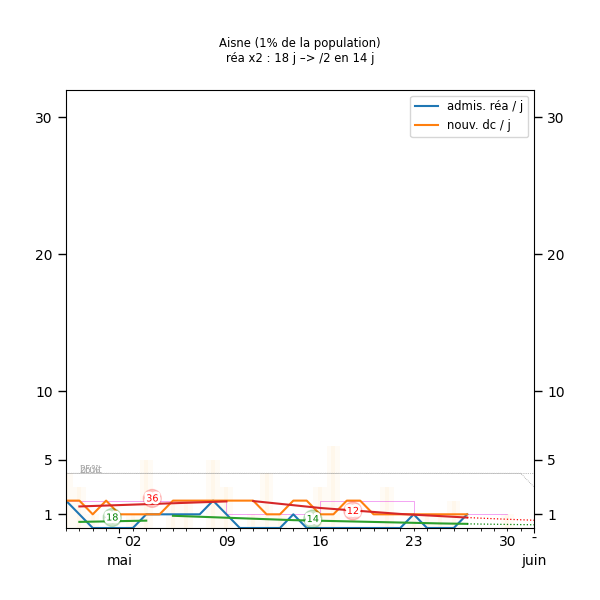 Aisne (1% de la population)
réa x2 : 18 j –> /2 en 14 j
admis. réa / j
nouv. dc / j
30 30
20 20
10 10
5 5
1 1
36
18
14
12
02 09 16 23 30
mai juin